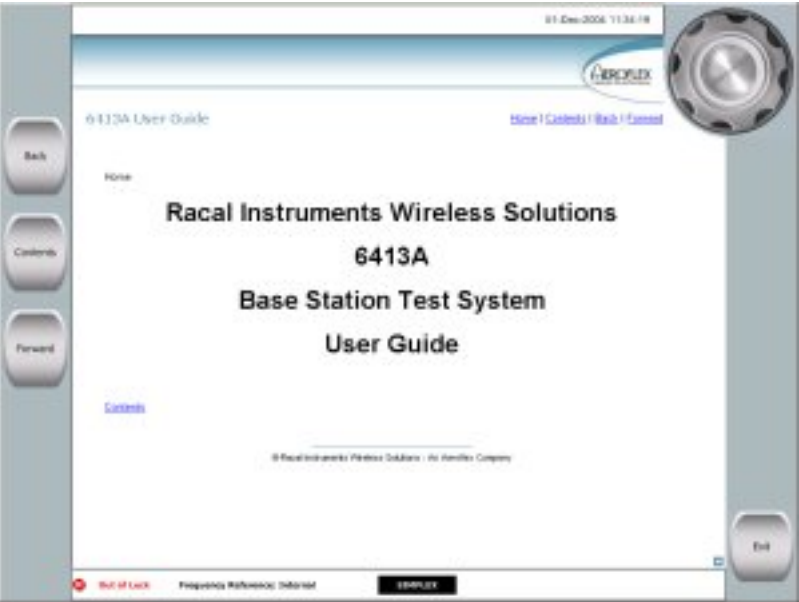 01-Dec-2004 11:34:19
AEROFLEX
6413A User Guide
Home | Contents | Back | Forward
Back
Home
Racal Instruments Wireless Solutions
Contents
6413A
Base Station Test System
User Guide
Forward
Contents
© Racal Instruments Wireless Solutions - An Aeroflex Company
Exit
Out of Lock Frequency Reference: Internal SIMPLEX